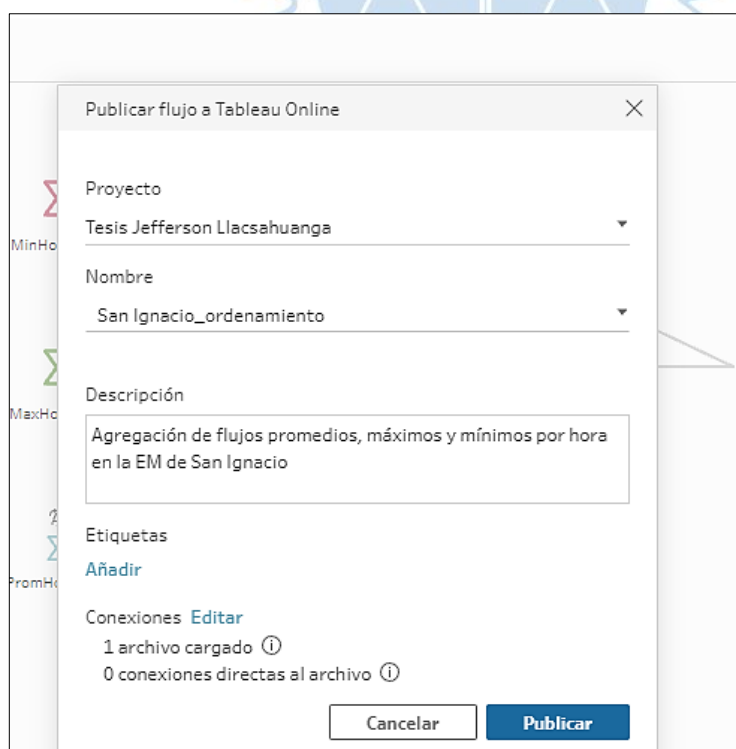 Publicar flujo a Tableau Online
Proyecto
Tesis Jefferson Llacsahuanga
Nombre
San Ignacio_ordenamiento
Descripción
Agregación de flujos promedios, máximos y mínimos por hora
en la EM de San Ignacio
Etiquetas
Añadir
Conexiones Editar
1 archivo cargado
0 conexiones directas al archivo
Cancelar
Publicar
MinHo
MaxHo
PromHo